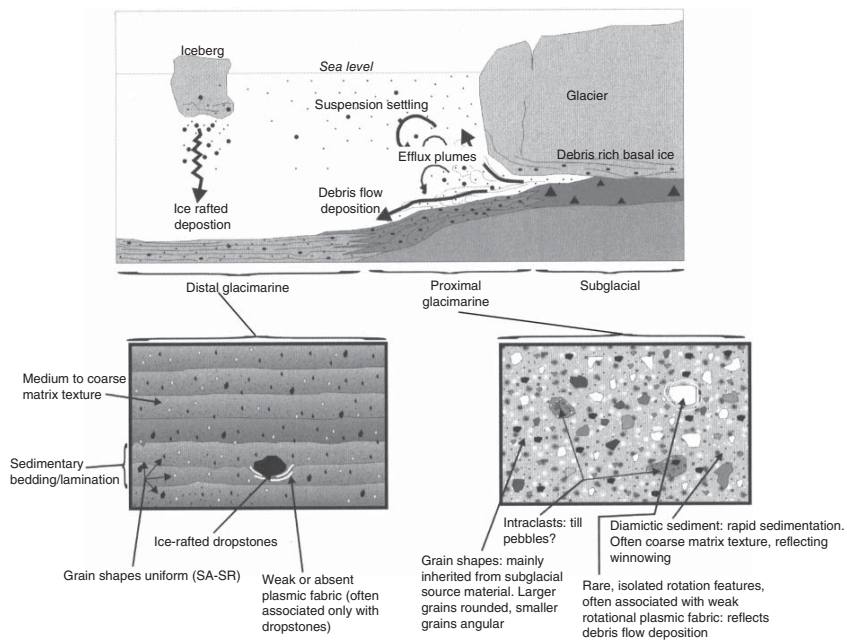 Iceberg
Sea level
Suspension settling
Glacier
Efflux plumes
Debris rich basal ice
Debris flow
deposition
Ice rafted
depostion
Distal glacimarine
Proximal
glacimarine
Subglacial
Medium to coarse
matrix texture
Sedimentary
bedding/lamination
Ice-rafted dropstones
Grain shapes uniform (SA-SR)
Weak or absent
plasmic fabric (often
associated only with
dropstones)
Intraclasts: till
pebbles?
Grain shapes: mainly
inherited from subglacial
source material. Larger
grains rounded, smaller
grains angular
Diamictic sediment: rapid sedimentation.
Often coarse matrix texture, reflecting
winnowing
Rare, isolated rotation features,
often associated with weak
rotational plasmic fabric: reflects
debris flow deposition